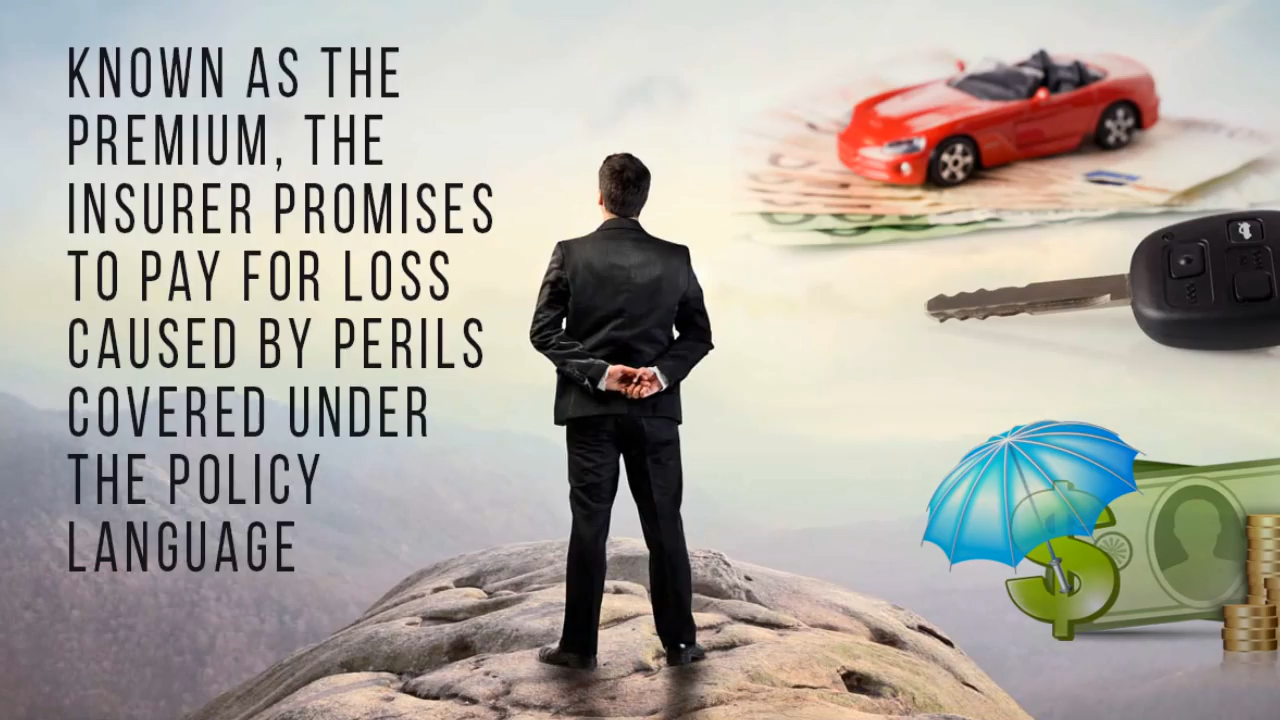 KNOWN AS THE
PREMIUM, THE
INSURER PROMISES
TO PAY FOR LOSS
CAUSED BY PERILS
COVERED UNDER
THE POLICY
LANGUAGE